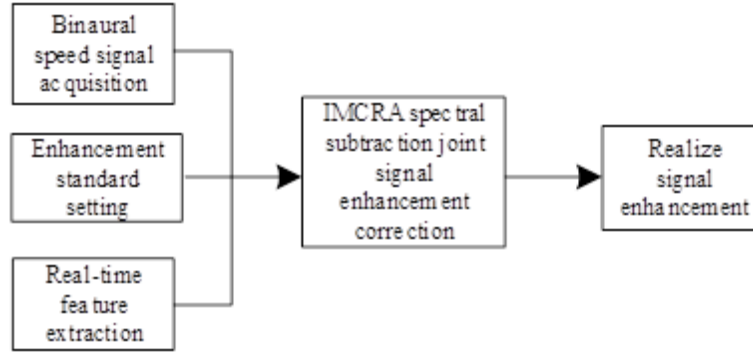 Binaural
speed signal
acquisition
Enhancement
standard
setting
Real-time
feature
extraction
IMCRA spectral
subtraction joint
signal
enhancement
correction
Realize
signal
enhancement